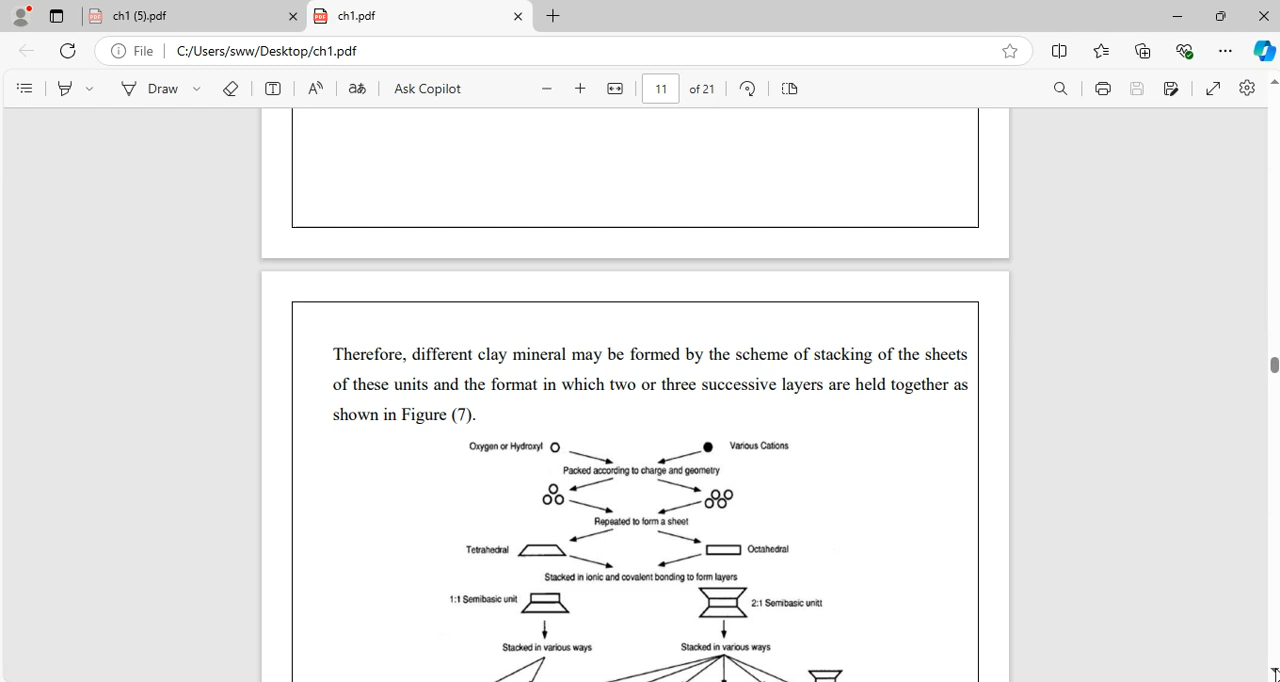 ch1 (5).pdf
ch1.pdf
File
C:/Users/sww/Desktop/ch1.pdf
Draw
Ask Copilot
11
of 21
Therefore, different clay mineral may be formed by the scheme of stacking of the sheets
of these units and the format in which two or three successive layers are held together as
shown in Figure (7).
Oxygen or Hydroxyl
Various Cations
Packed according to charge and geometry
Repeated to form a sheet
Tetrahedral
Octahedral
Stacked in ionic and covalent bonding to form layers
1:1 Semibasic unit
2:1 Semibasic unitt
Stacked in various ways
Stacked in various ways